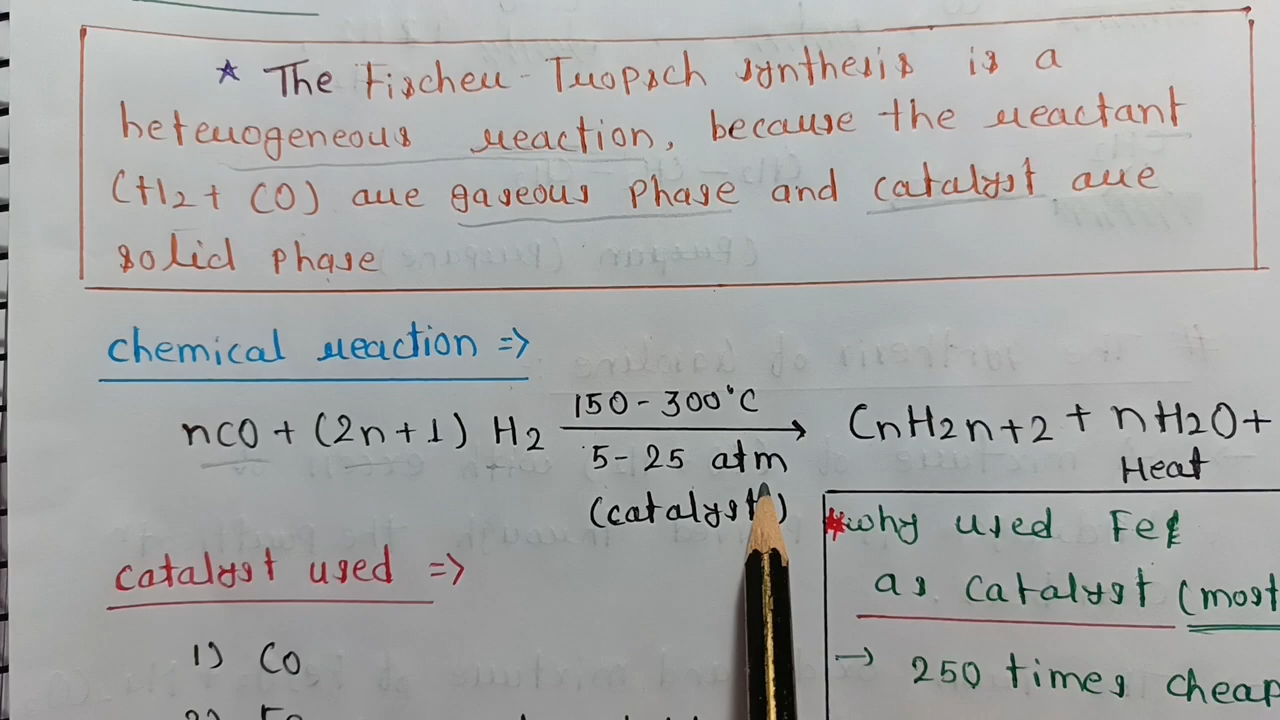 ★ The Fischer-Tropsch synthesis is a
heterogeneous reaction, because the reactant
(H2 + CO) are gaseous phase and catalyst are
solid phase
chemical reaction =>
nCO + (2n+1) H2 150-300°C → CnH2n+2 + nH2O +
5-25 atm Heat
(catalyst)
*why used Fe
as catalyst (most
catalyst used =>
→ 250 times cheap
1) Co
2) Fe